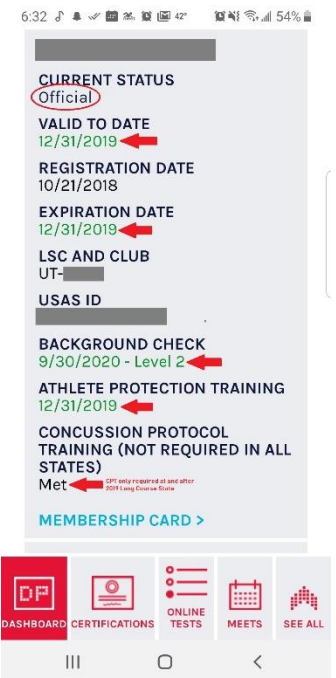 6:32 42° 54%
CURRENT STATUS
Official
VALID TO DATE
12/31/2019
REGISTRATION DATE
10/21/2018
EXPIRATION DATE
12/31/2019
LSC AND CLUB
UT-
USAS ID
BACKGROUND CHECK
9/30/2020 - Level 2
ATHLETE PROTECTION TRAINING
12/31/2019
CONCUSSION PROTOCOL
TRAINING (NOT REQUIRED IN ALL
STATES)
Met
CPT only required at and after
2019 Long Course State
MEMBERSHIP CARD >
DP
DASHBOARD CERTIFICATIONS ONLINE TESTS MEETS SEE ALL